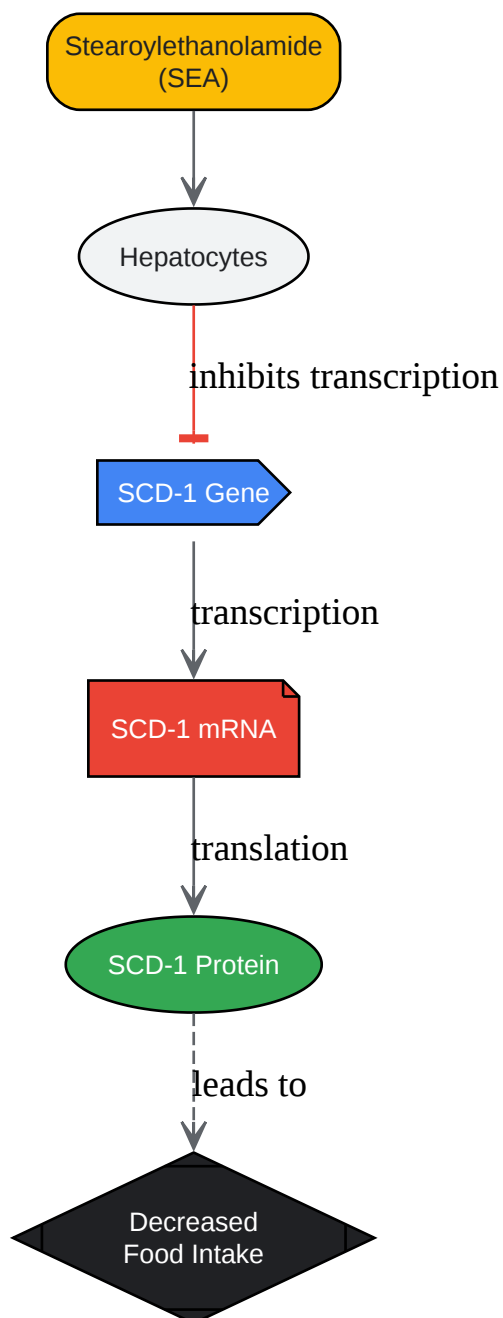 Stearoylethanolamide
(SEA)
Hepatocytes
inhibits transcription
SCD-1 Gene
transcription
SCD-1 mRNA
translation
SCD-1 Protein
leads to
Decreased
Food Intake